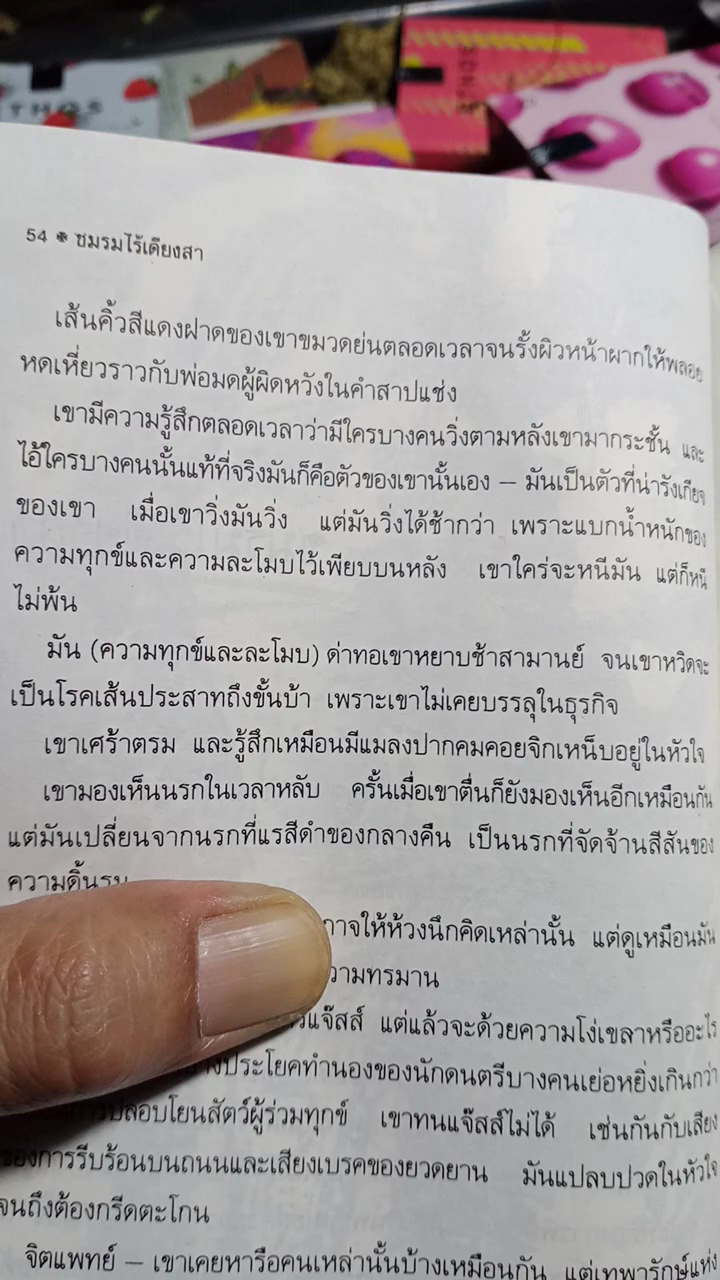 THOS
54 * ชมรมไร้เดียงสา
เส้นคิ้วสีแดงฝาดของเขาขมวดย่นตลอดเวลาจนรั้งผิวหน้าผากให้พลอย
หดเหี่ยวราวกับพ่อมดผู้ผิดหวังในคำสาปแช่ง
เขามีความรู้สึกตลอดเวลาว่ามีใครบางคนวิ่งตามหลังเขามากระชั้น และ
ไอ้ใครบางคนนั้นแท้ที่จริงมันก็คือตัวของเขานั้นเอง – มันเป็นตัวที่น่ารังเกียจ
ของเขา เมื่อเขาวิ่งมันวิ่ง แต่มันวิ่งได้ช้ากว่า เพราะแบกน้ำหนักของ
ความทุกข์และความละโมบไว้เพียบบนหลัง เขาใคร่จะหนีมัน แต่ก็หนี
ไม่พ้น
มัน (ความทุกข์และละโมบ) ด่าทอเขาหยาบช้าสามานย์ จนเขาหวิดจะ
เป็นโรคเส้นประสาทถึงขั้นบ้า เพราะเขาไม่เคยบรรลุในธุรกิจ
เขาเศร้าตรม และรู้สึกเหมือนมีแมลงปากคมคอยจิกเหน็บอยู่ในหัวใจ
เขามองเห็นนรกในเวลาหลับ ครั้นเมื่อเขาตื่นก็ยังมองเห็นอีกเหมือนกัน
แต่มันเปลี่ยนจากนรกที่แรสีดำของกลางคืน เป็นนรกที่จัดจ้านสีสันของ
ความดิ้นรน
ให้ห้วงนึกคิดเหล่านั้น แต่ดูเหมือนมัน
ความทรมาน
แจ๊สส์ แต่แล้วจะด้วยความโง่เขลาหรืออะไร
ประโยคทำนองของนักดนตรีบางคนเย่อหยิ่งเกินกว่า
ปลอบโยนสัตว์ผู้ร่วมทุกข์ เขาทนแจ๊สส์ไม่ได้ เช่นกันกับเสียง
ของการรีบร้อนบนถนนและเสียงเบรคของยวดยาน มันแปลบปวดในหัวใจ
จนถึงต้องกรีดตะโกน
จิตแพทย์ – เขาเคยหารือคนเหล่านั้นบ้างเหมือนกัน แต่เทพารักษ์แห่ง